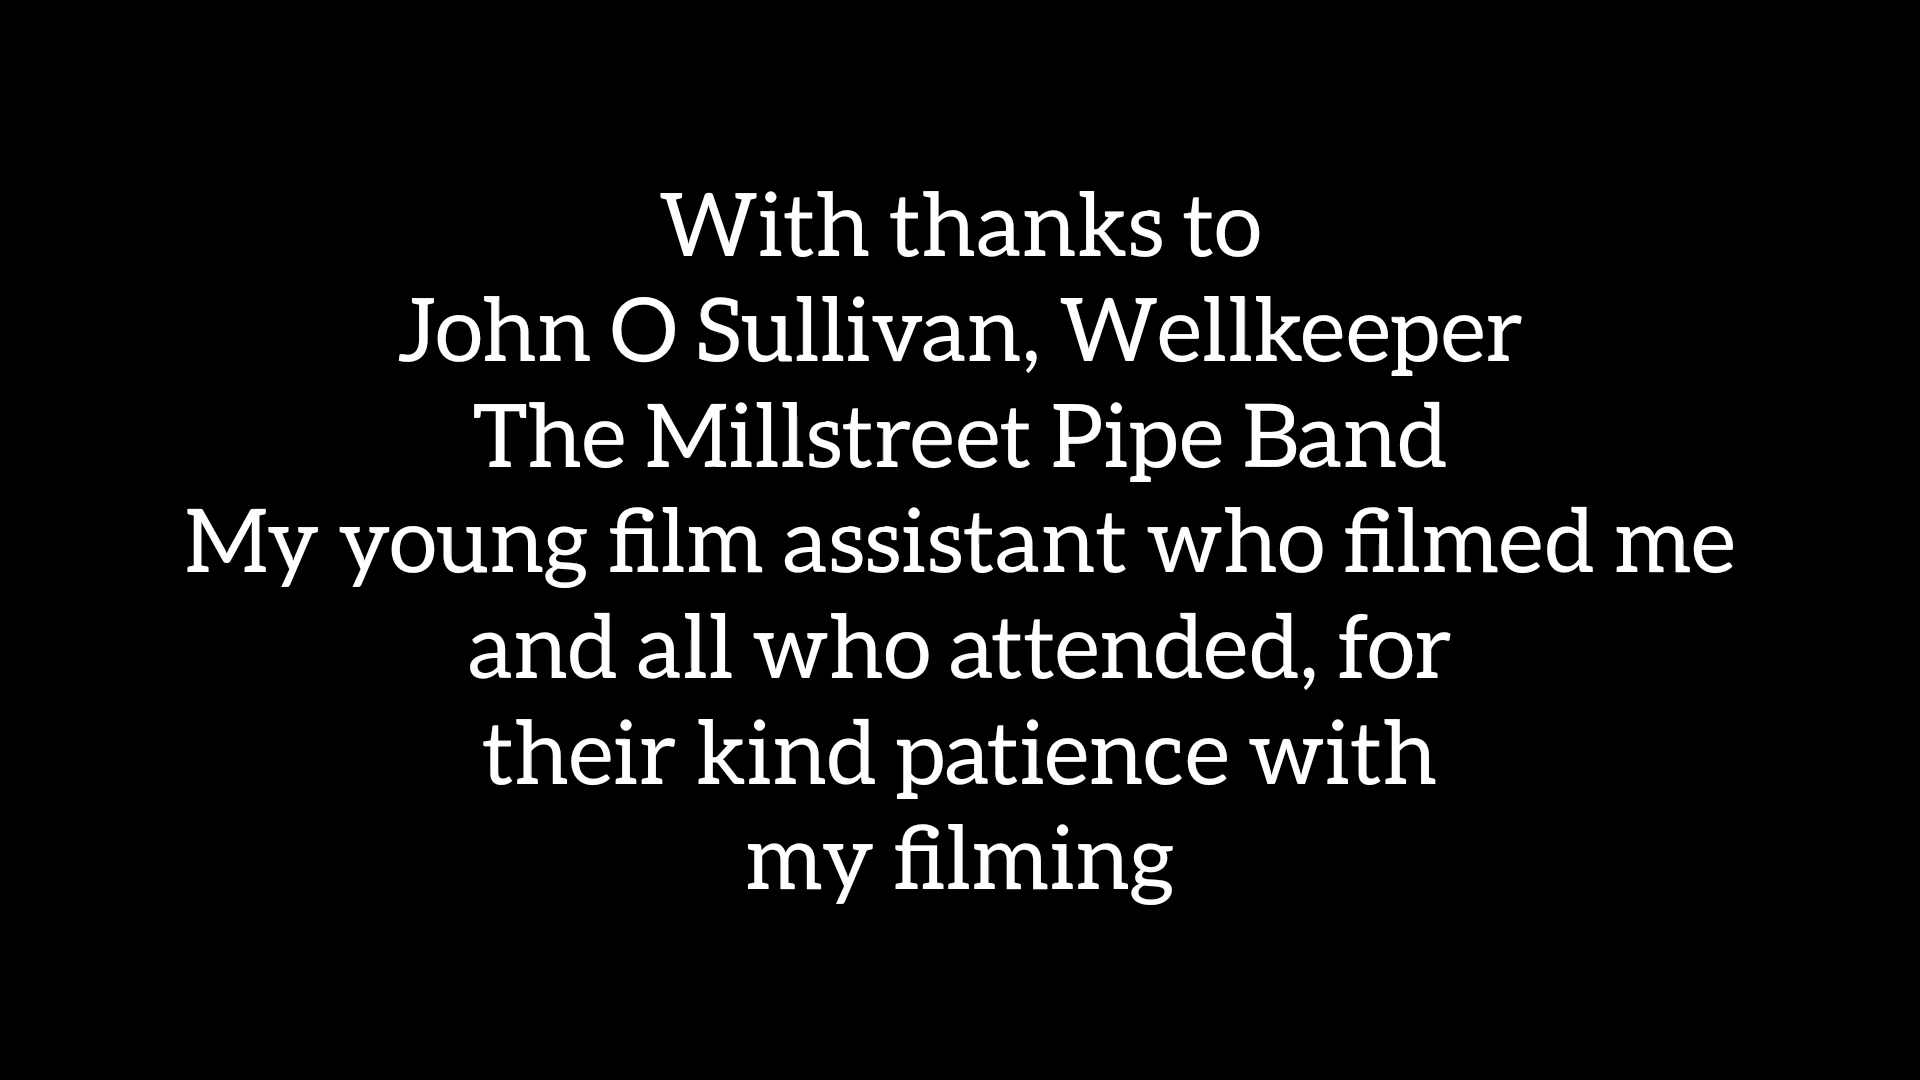 With thanks to
John O Sullivan, Wellkeeper
The Millstreet Pipe Band
My young film assistant who filmed me
and all who attended, for
their kind patience with
my filming